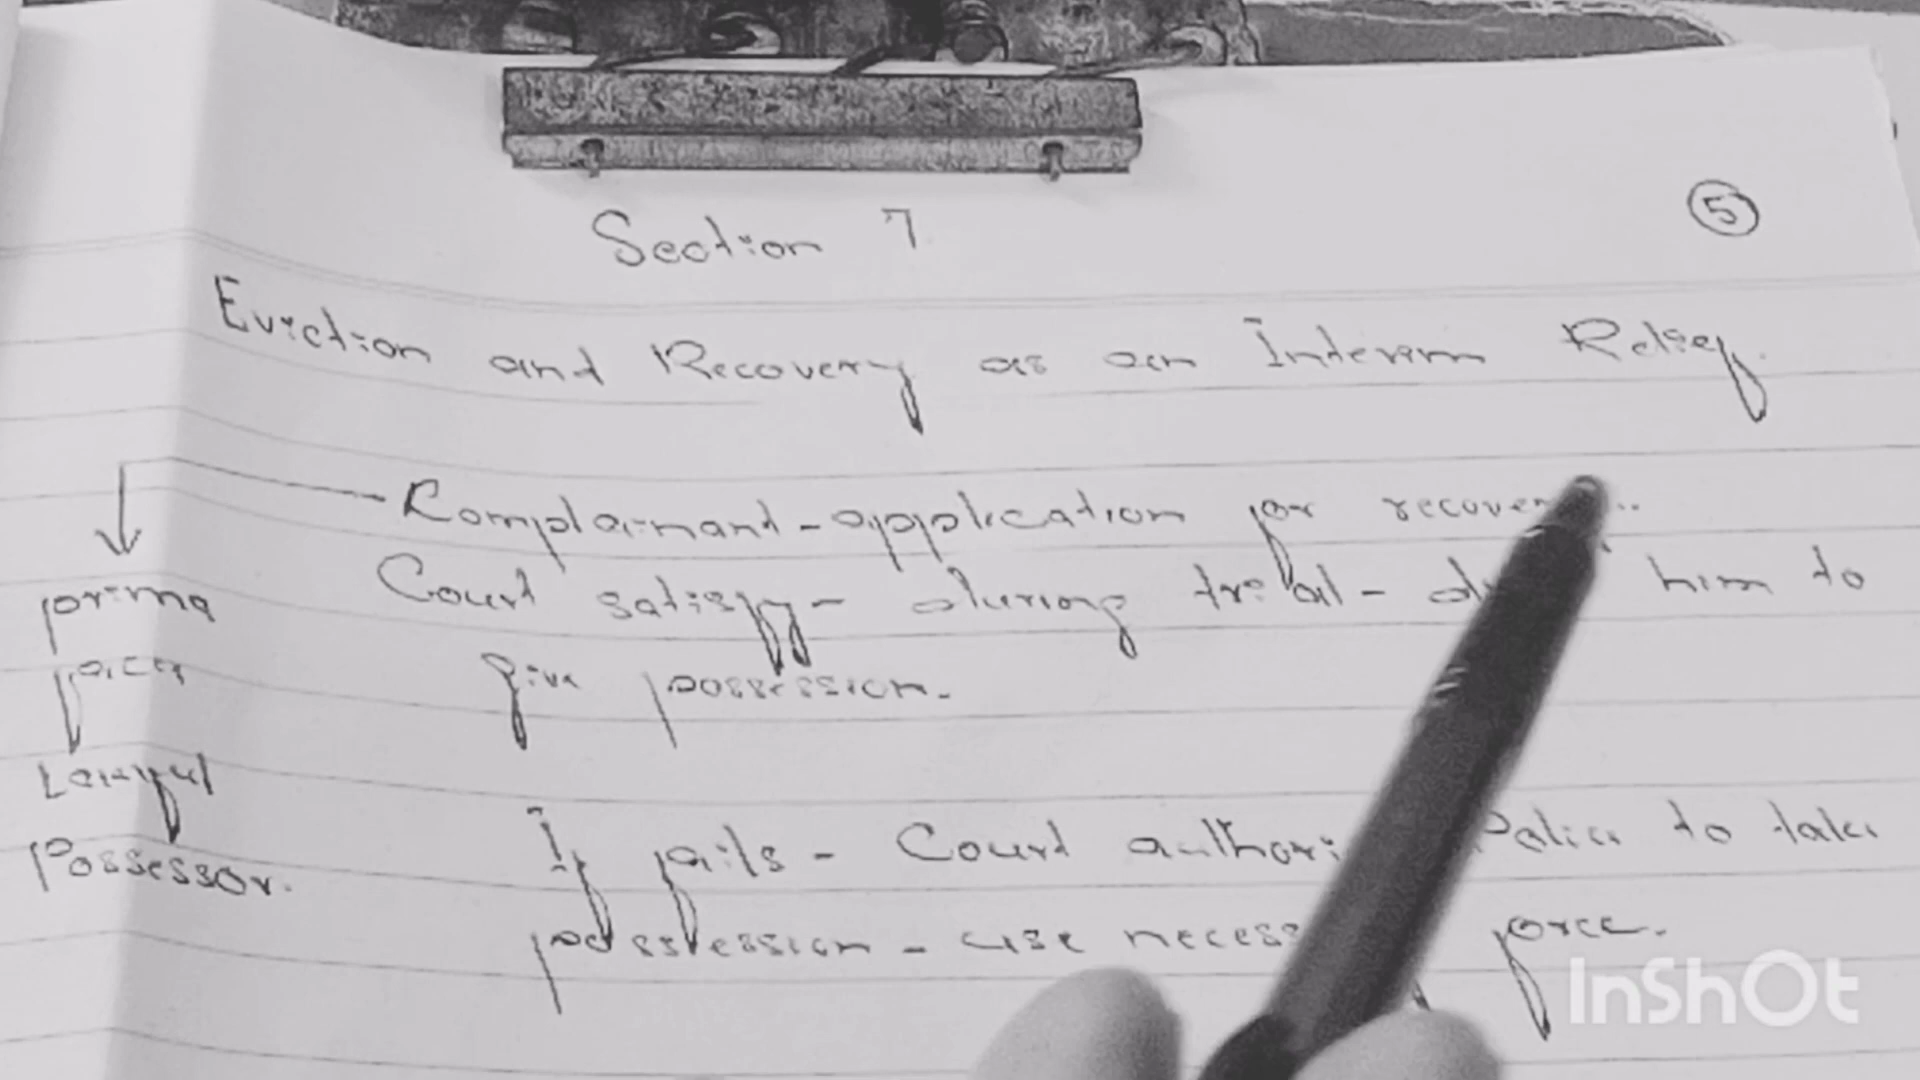 Section 7
5
Eviction and Recovery as an Interim Relief.
Complainant - application for
Court satisfy - during trial - him to
give possession.
prima
facie
Lawful
Possessor.
If fails - Court Police to take
possession - use force.
InShOt